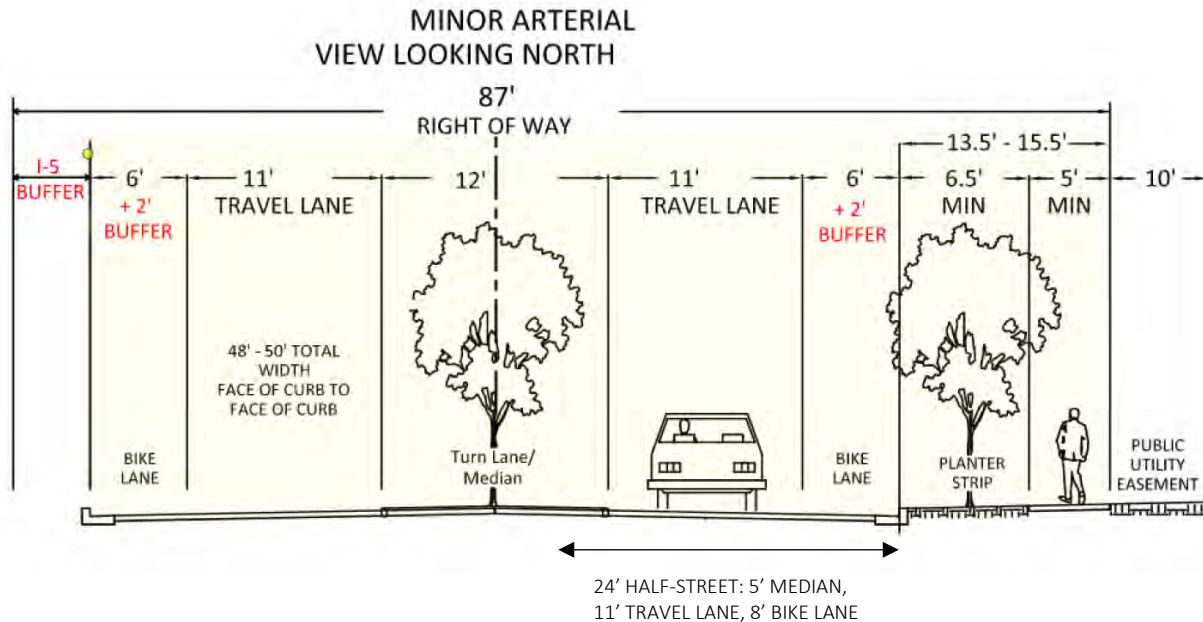 MINOR ARTERIAL
VIEW LOOKING NORTH
87'
RIGHT OF WAY
13.5' - 15.5'
I-5
BUFFER
6'
+ 2'
BUFFER
11'
TRAVEL LANE
12'
11'
TRAVEL LANE
6'
+ 2'
BUFFER
6.5'
MIN
5'
MIN
10'
48' - 50' TOTAL
WIDTH
FACE OF CURB TO
FACE OF CURB
BIKE
LANE
Turn Lane/
Median
BIKE
LANE
PLANTER
STRIP
PUBLIC
UTILITY
EASEMENT
24’ HALF-STREET: 5’ MEDIAN,
11’ TRAVEL LANE, 8’ BIKE LANE